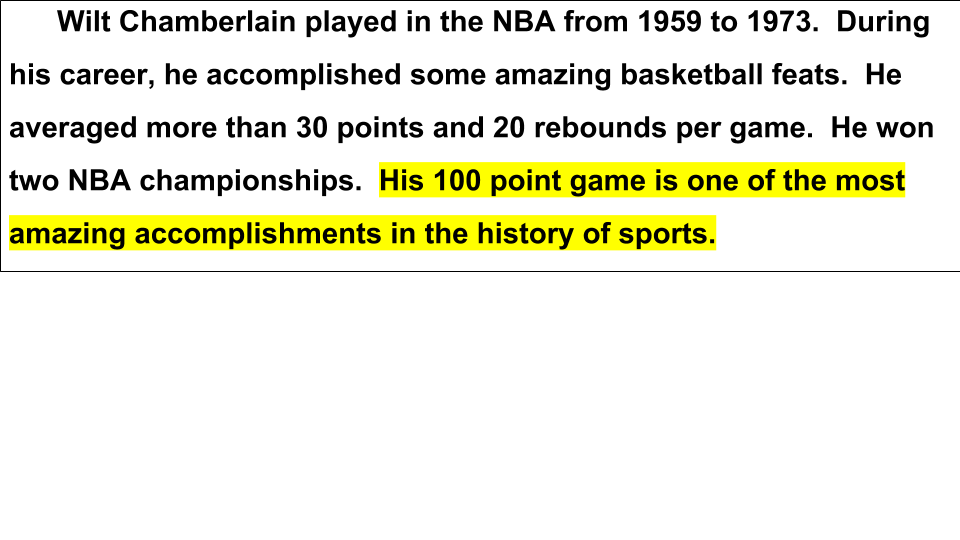 Wilt Chamberlain played in the NBA from 1959 to 1973.  During
his career, he accomplished some amazing basketball feats.  He
averaged more than 30 points and 20 rebounds per game.  He won
two NBA championships.  His 100 point game is one of the most
amazing accomplishments in the history of sports.